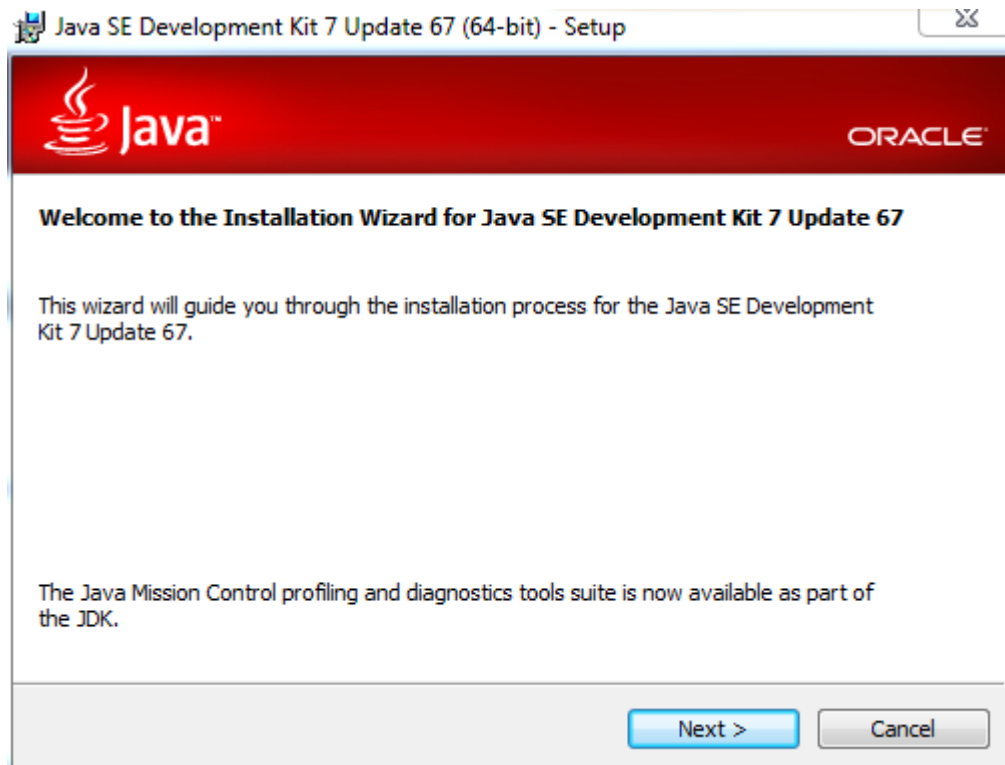 Java SE Development Kit 7 Update 67 (64-bit) - Setup
Java™
ORACLE®
Welcome to the Installation Wizard for Java SE Development Kit 7 Update 67
This wizard will guide you through the installation process for the Java SE Development
Kit 7 Update 67.
The Java Mission Control profiling and diagnostics tools suite is now available as part of
the JDK.
Next >
Cancel